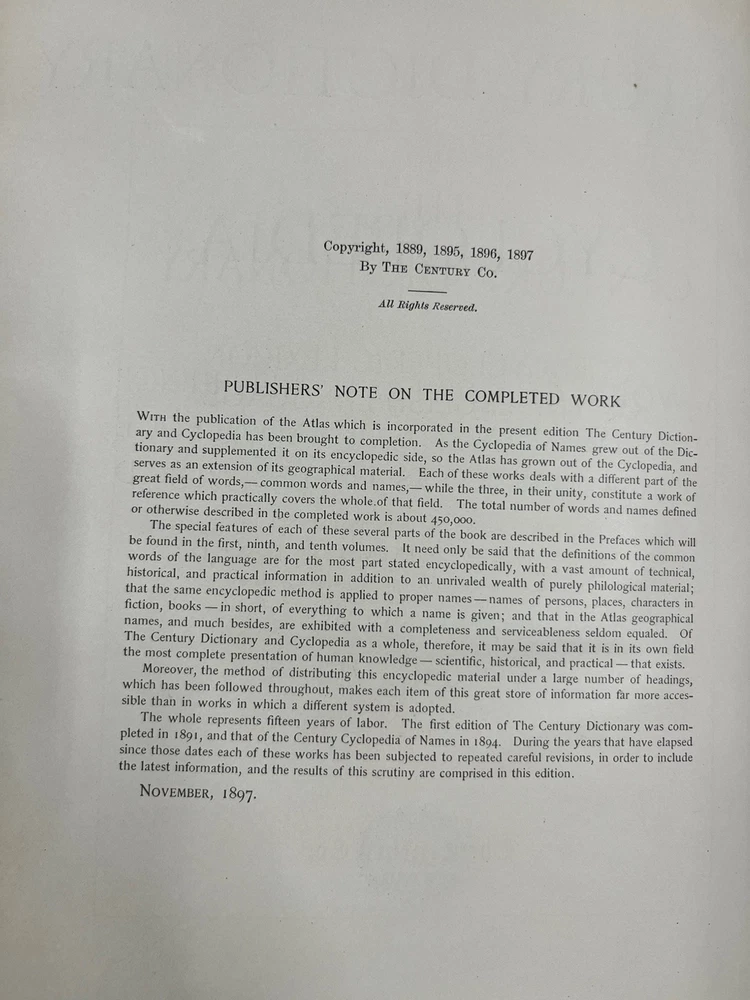 Copyright, 1889, 1895, 1896, 1897
By The Century Co.
All Rights Reserved.
PUBLISHERS' NOTE ON THE COMPLETED WORK
With the publication of the Atlas which is incorporated in the present edition The Century Diction-
ary and Cyclopedia has been brought to completion. As the Cyclopedia of Names grew out of the Dic-
tionary and supplemented it on its encyclopedic side, so the Atlas has grown out of the Cyclopedia, and
serves as an extension of its geographical material. Each of these works deals with a different part of the
great field of words,—common words and names,—while the three, in their unity, constitute a work of
reference which practically covers the whole of that field. The total number of words and names defined
or otherwise described in the completed work is about 450,000.
The special features of each of these several parts of the book are described in the Prefaces which will
be found in the first, ninth, and tenth volumes. It need only be said that the definitions of the common
words of the language are for the most part stated encyclopedically, with a vast amount of technical,
historical, and practical information in addition to an unrivaled wealth of purely philological material;
that the same encyclopedic method is applied to proper names—names of persons, places, characters in
fiction, books—in short, of everything to which a name is given; and that in the Atlas geographical
names, and much besides, are exhibited with a completeness and serviceableness seldom equaled. Of
The Century Dictionary and Cyclopedia as a whole, therefore, it may be said that it is in its own field
the most complete presentation of human knowledge—scientific, historical, and practical—that exists.
Moreover, the method of distributing this encyclopedic material under a large number of headings,
which has been followed throughout, makes each item of this great store of information far more acces-
sible than in works in which a different system is adopted.
The whole represents fifteen years of labor. The first edition of The Century Dictionary was com-
pleted in 1891, and that of the Century Cyclopedia of Names in 1894. During the years that have elapsed
since those dates each of these works has been subjected to repeated careful revisions, in order to include
the latest information, and the results of this scrutiny are comprised in this edition.
November, 1897.